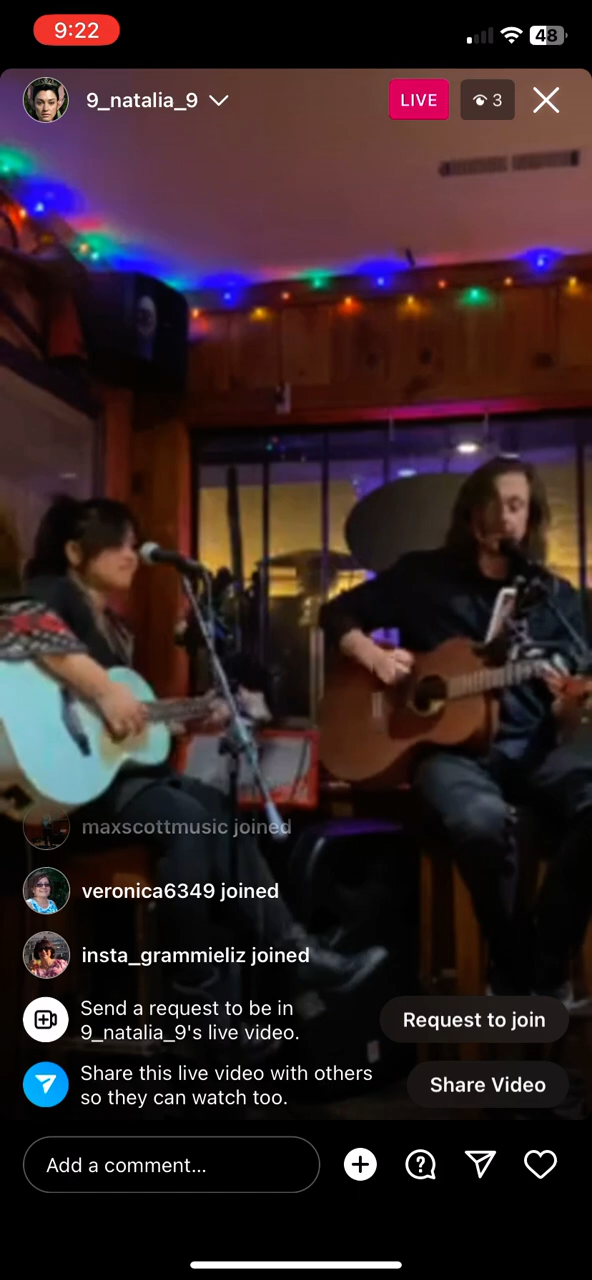 9:22
48
9_natalia_9
LIVE
3
maxscottmusic joined
veronica6349 joined
insta_grammieliz joined
Send a request to be in
9_natalia_9's live video.
Request to join
Share this live video with others
so they can watch too.
Share Video
Add a comment...